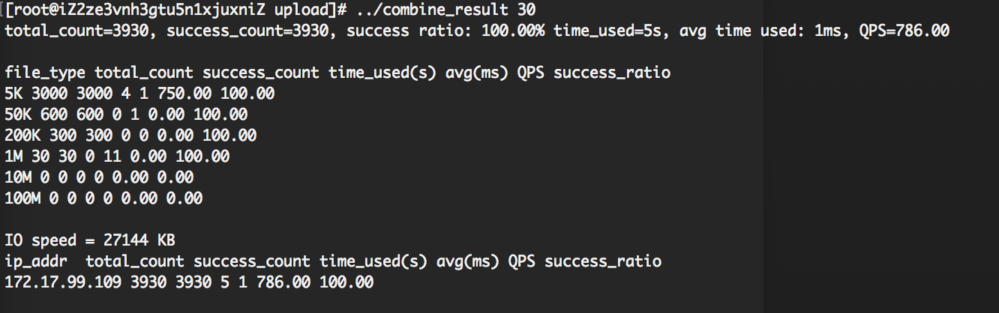 [root@iZ2ze3vnh3gtu5n1xjuxniZ upload]# ../combine_result 30
total_count=3930, success_count=3930, success ratio: 100.00% time_used=5s, avg time used: 1ms, QPS=786.00
file_type total_count success_count time_used(s) avg(ms) QPS success_ratio
5K 3000 3000 4 1 750.00 100.00
50K 600 600 0 1 0.00 100.00
200K 300 300 0 0 0.00 100.00
1M 30 30 0 11 0.00 100.00
10M 0 0 0 0 0.00 0.00
100M 0 0 0 0 0.00 0.00
IO speed = 27144 KB
ip_addr  total_count success_count time_used(s) avg(ms) QPS success_ratio
172.17.99.109 3930 3930 5 1 786.00 100.00